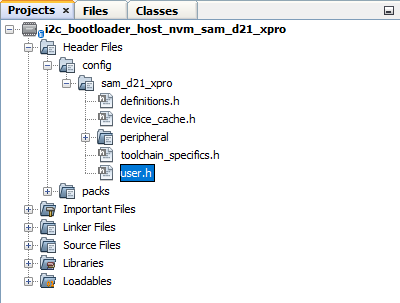 Projects × Files Classes
i2c_bootloader_host_nvm_sam_d21_xpro
Header Files
config
sam_d21_xpro
definitions.h
device_cache.h
peripheral
toolchain_specifics.h
user.h
packs
Important Files
Linker Files
Source Files
Libraries
Loadables